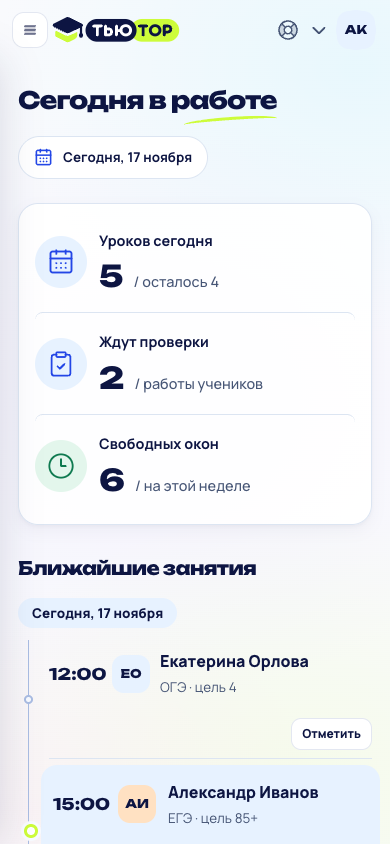 ТЬЮТОР
АК
Сегодня в работе
Сегодня, 17 ноября
Уроков сегодня
5 / осталось 4
Ждут проверки
2 / работы учеников
Свободных окон
6 / на этой неделе
Ближайшие занятия
Сегодня, 17 ноября
12:00 ЕО Екатерина Орлова
ОГЭ · цель 4
Отметить
15:00 АИ Александр Иванов
ЕГЭ · цель 85+